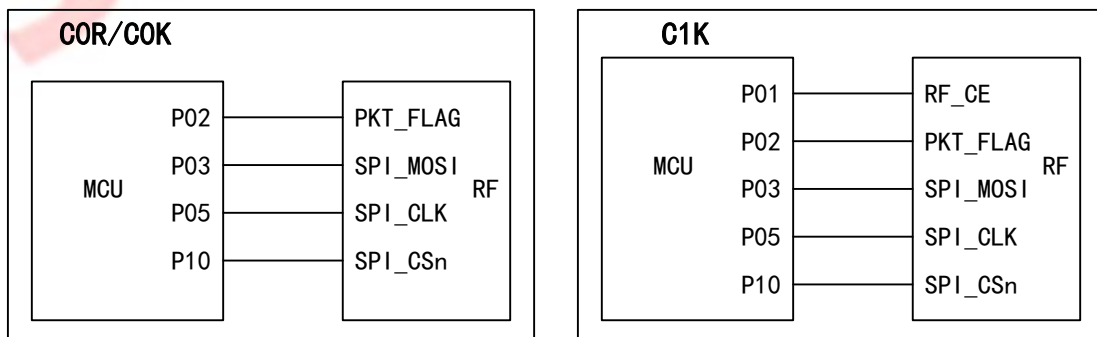 C0R/C0K
P02 PKT_FLAG
P03 SPI_MOSI
MCU RF
P05 SPI_CLK
P10 SPI_CSn
C1K
P01 RF_CE
P02 PKT_FLAG
MCU RF
P03 SPI_MOSI
P05 SPI_CLK
P10 SPI_CSn